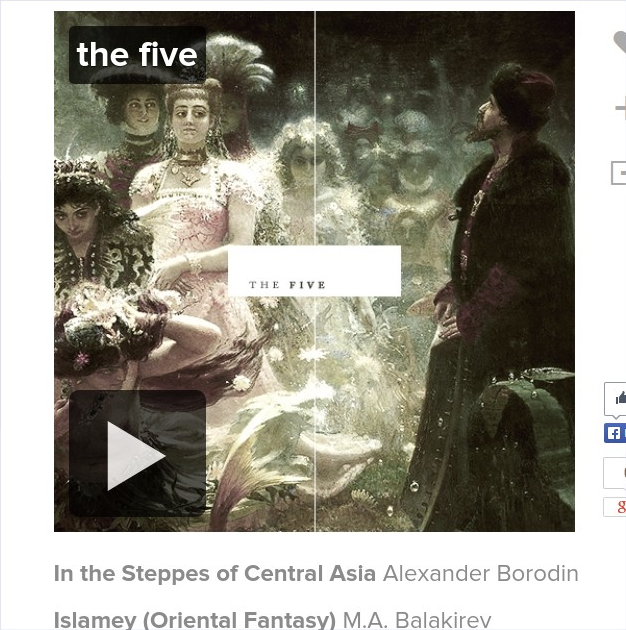 the five
THE FIVE
In the Steppes of Central Asia Alexander Borodin
Islamey (Oriental Fantasy) M.A. Balakirev